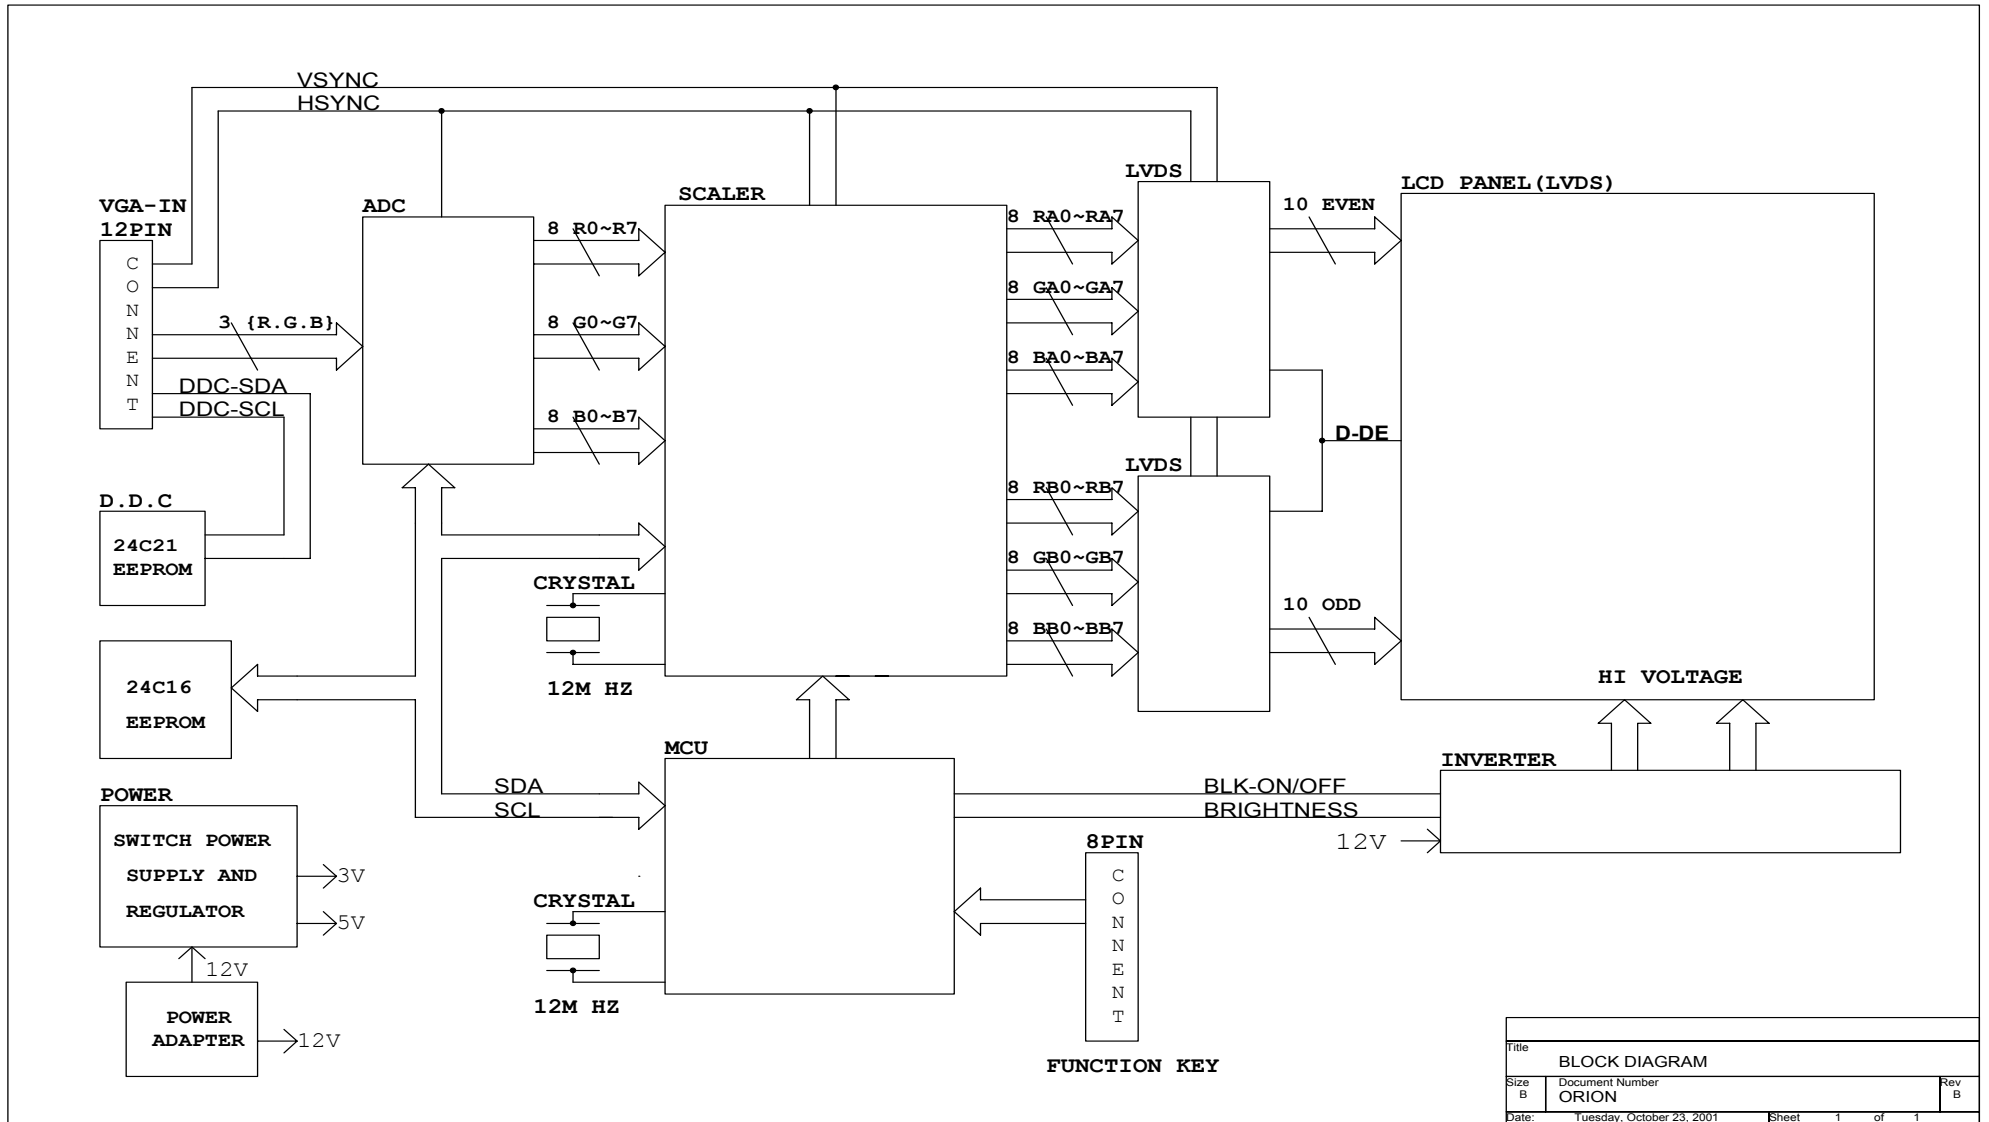 VSYNC
HSYNC
VGA-IN
12PIN
CONNENT
3 {R.G.B}
DDC-SDA
DDC-SCL
ADC
8 R0~R7
8 G0~G7
8 B0~B7
SCALER
8 RA0~RA7
8 GA0~GA7
8 BA0~BA7
8 RB0~RB7
8 GB0~GB7
8 BB0~BB7
LVDS
LVDS
10 EVEN
D-DE
10 ODD
LCD PANEL(LVDS)
HI VOLTAGE
D.D.C
24C21
EEPROM
CRYSTAL
12M HZ
24C16
EEPROM
MCU
SDA
SCL
BLK-ON/OFF
BRIGHTNESS
12V
INVERTER
POWER
SWITCH POWER
SUPPLY AND
REGULATOR
3V
5V
12V
POWER
ADAPTER
12V
CRYSTAL
12M HZ
8PIN
CONNENT
FUNCTION KEY
Title
BLOCK DIAGRAM
Size
B
Document Number
ORION
Rev
B
Date:
Tuesday, October 23, 2001
Sheet 1 of 1